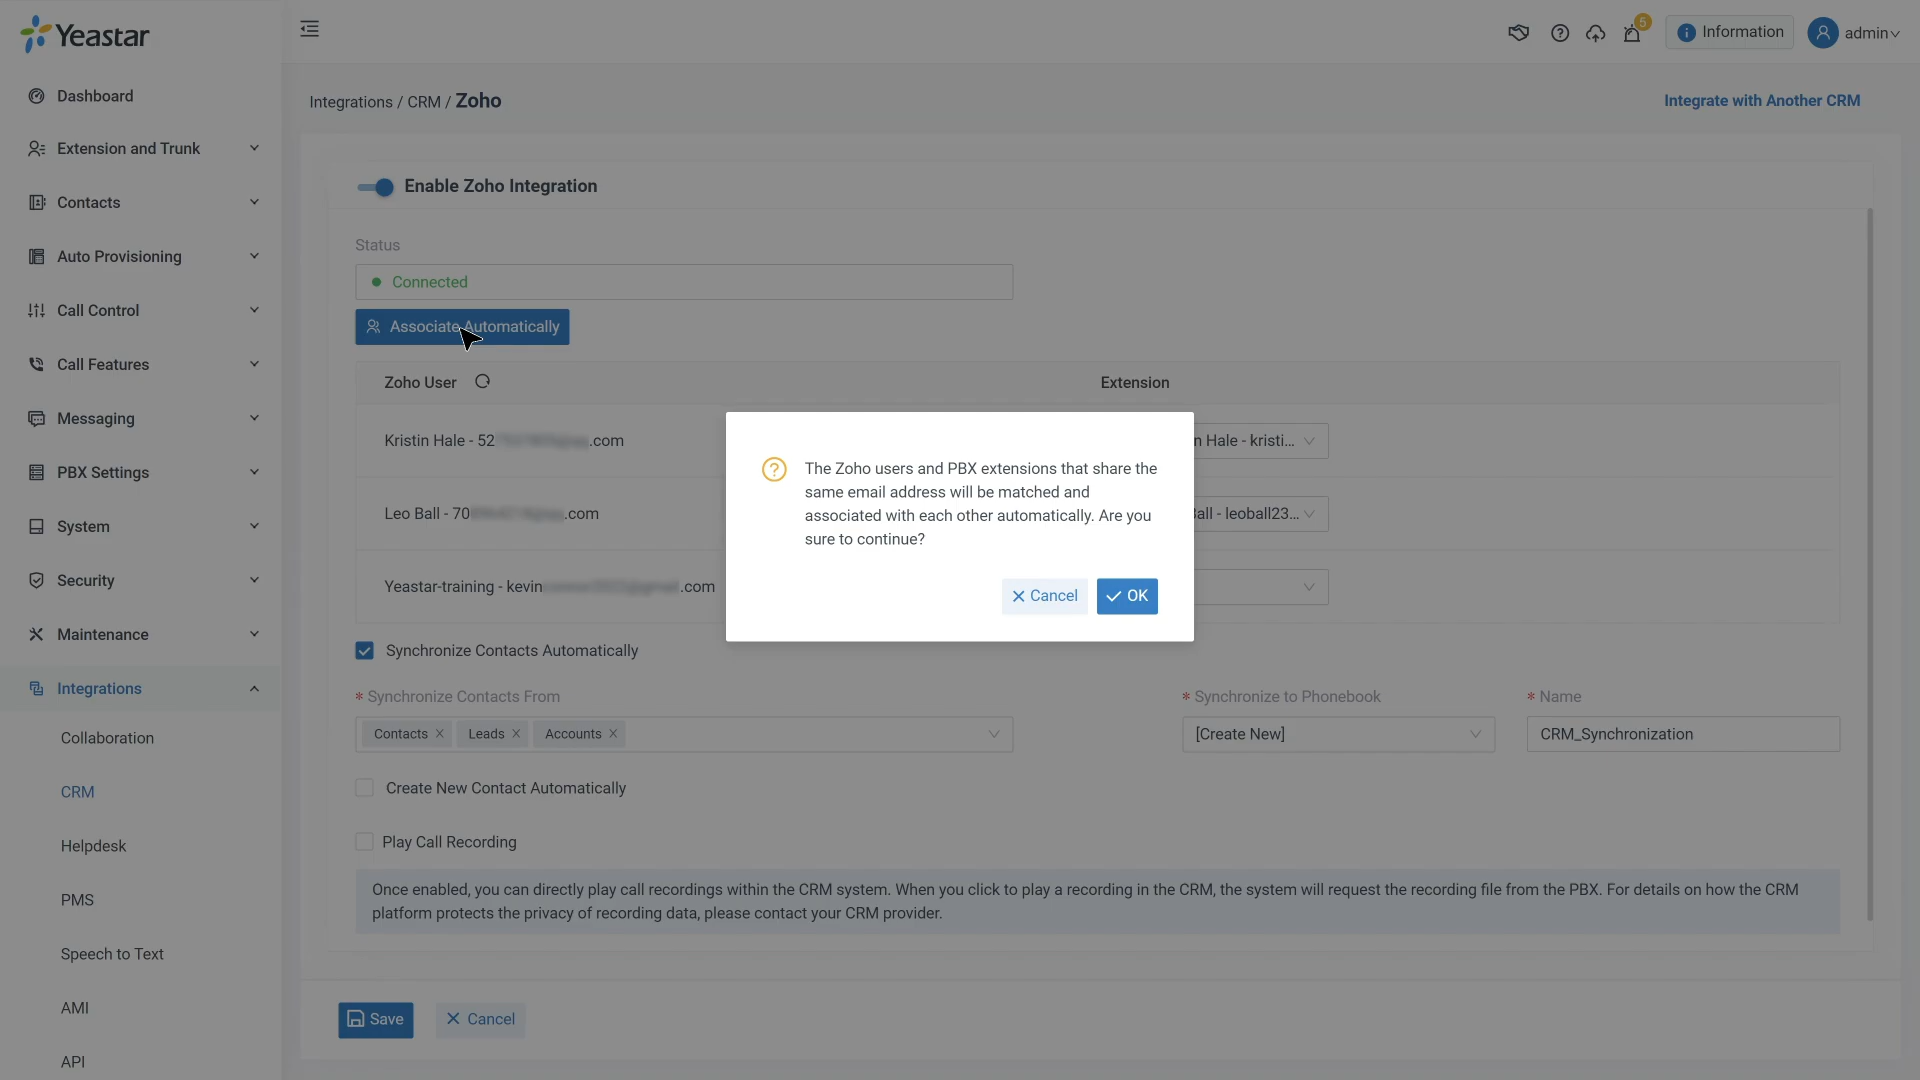 Yeastar
5
Information
admin
Dashboard
Extension and Trunk
Contacts
Auto Provisioning
Call Control
Call Features
Messaging
PBX Settings
System
Security
Maintenance
Integrations
Collaboration
CRM
Helpdesk
PMS
Speech to Text
AMI
API
Integrations / CRM / Zoho
Integrate with Another CRM
Enable Zoho Integration
Status
Connected
Associate Automatically
Zoho User
Extension
Kristin Hale - 52 .com
n Hale - kristi...
Leo Ball - 70 .com
Ball - leoball23...
Yeastar-training - kevin .com
The Zoho users and PBX extensions that share the
same email address will be matched and
associated with each other automatically. Are you
sure to continue?
Cancel
OK
Synchronize Contacts Automatically
* Synchronize Contacts From
* Synchronize to Phonebook
* Name
Contacts
Leads
Accounts
[Create New]
CRM_Synchronization
Create New Contact Automatically
Play Call Recording
Once enabled, you can directly play call recordings within the CRM system. When you click to play a recording in the CRM, the system will request the recording file from the PBX. For details on how the CRM
platform protects the privacy of recording data, please contact your CRM provider.
Save
Cancel